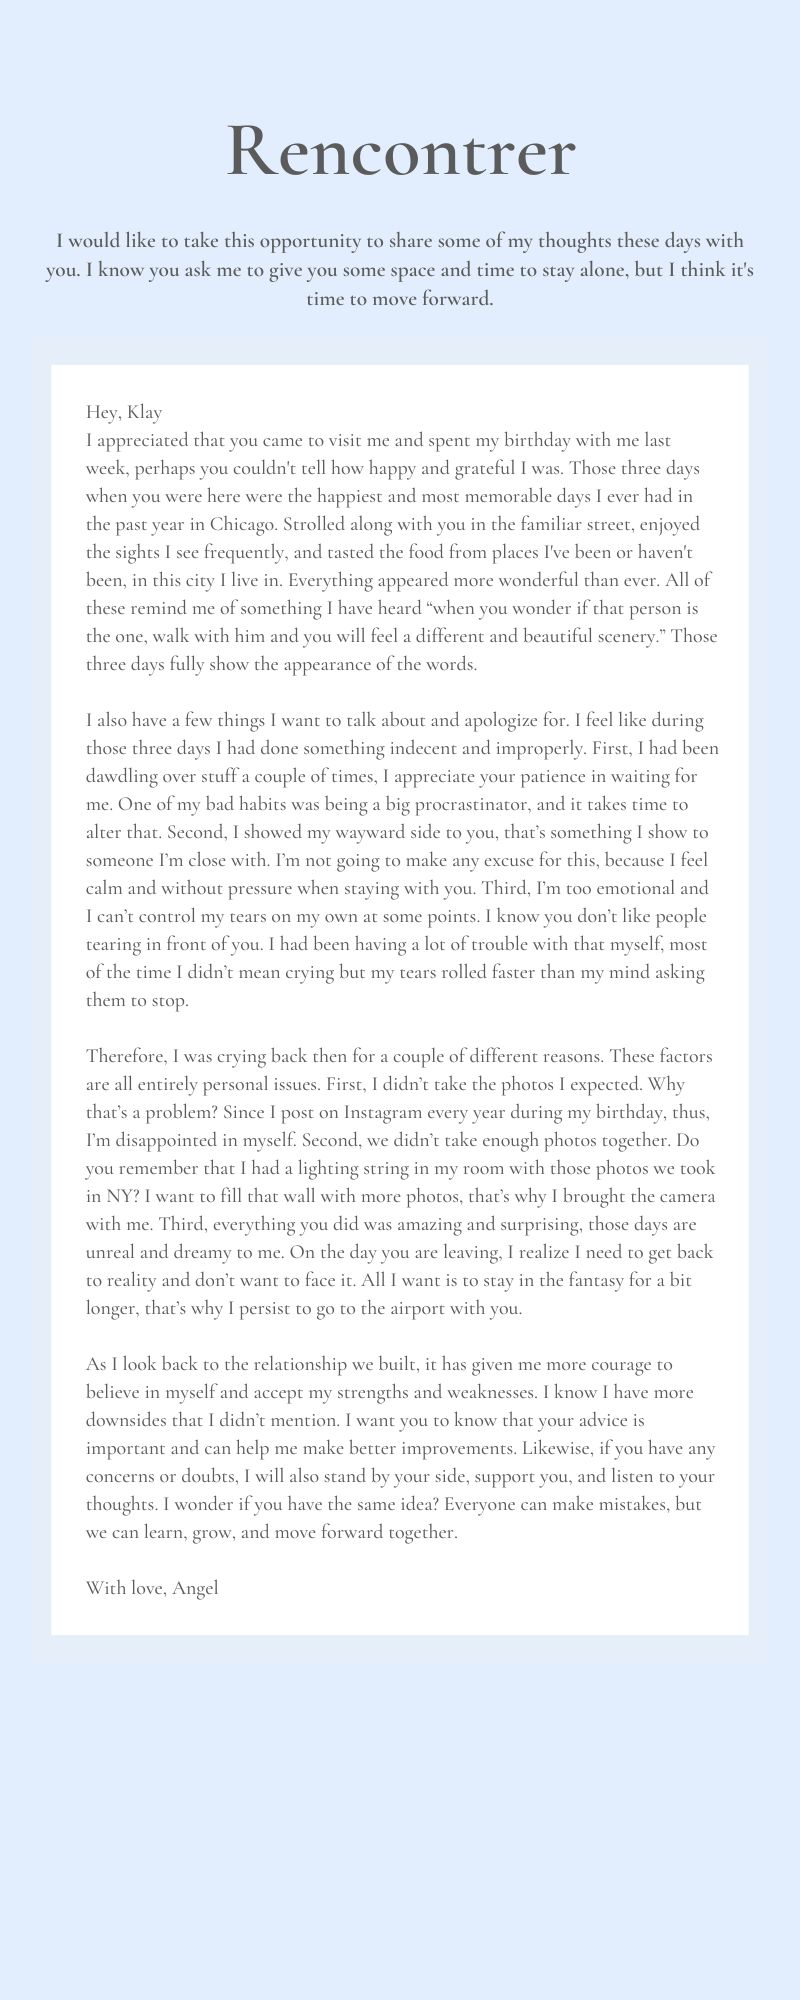 Rencontrer
I would like to take this opportunity to share some of my thoughts these days with
you. I know you ask me to give you some space and time to stay alone, but I think it's
time to move forward.
Hey, Klay
I appreciated that you came to visit me and spent my birthday with me last
week, perhaps you couldn't tell how happy and grateful I was. Those three days
when you were here were the happiest and most memorable days I ever had in
the past year in Chicago. Strolled along with you in the familiar street, enjoyed
the sights I see frequently, and tasted the food from places I've been or haven't
been, in this city I live in. Everything appeared more wonderful than ever. All of
these remind me of something I have heard “when you wonder if that person is
the one, walk with him and you will feel a different and beautiful scenery.” Those
three days fully show the appearance of the words.
I also have a few things I want to talk about and apologize for. I feel like during
those three days I had done something indecent and improperly. First, I had been
dawdling over stuff a couple of times, I appreciate your patience in waiting for
me. One of my bad habits was being a big procrastinator, and it takes time to
alter that. Second, I showed my wayward side to you, that’s something I show to
someone I’m close with. I’m not going to make any excuse for this, because I feel
calm and without pressure when staying with you. Third, I’m too emotional and
I can’t control my tears on my own at some points. I know you don’t like people
tearing in front of you. I had been having a lot of trouble with that myself, most
of the time I didn’t mean crying but my tears rolled faster than my mind asking
them to stop.
Therefore, I was crying back then for a couple of different reasons. These factors
are all entirely personal issues. First, I didn’t take the photos I expected. Why
that’s a problem? Since I post on Instagram every year during my birthday, thus,
I’m disappointed in myself. Second, we didn’t take enough photos together. Do
you remember that I had a lighting string in my room with those photos we took
in NY? I want to fill that wall with more photos, that’s why I brought the camera
with me. Third, everything you did was amazing and surprising, those days are
unreal and dreamy to me. On the day you are leaving, I realize I need to get back
to reality and don’t want to face it. All I want is to stay in the fantasy for a bit
longer, that’s why I persist to go to the airport with you.
As I look back to the relationship we built, it has given me more courage to
believe in myself and accept my strengths and weaknesses. I know I have more
downsides that I didn’t mention. I want you to know that your advice is
important and can help me make better improvements. Likewise, if you have any
concerns or doubts, I will also stand by your side, support you, and listen to your
thoughts. I wonder if you have the same idea? Everyone can make mistakes, but
we can learn, grow, and move forward together.
With love, Angel